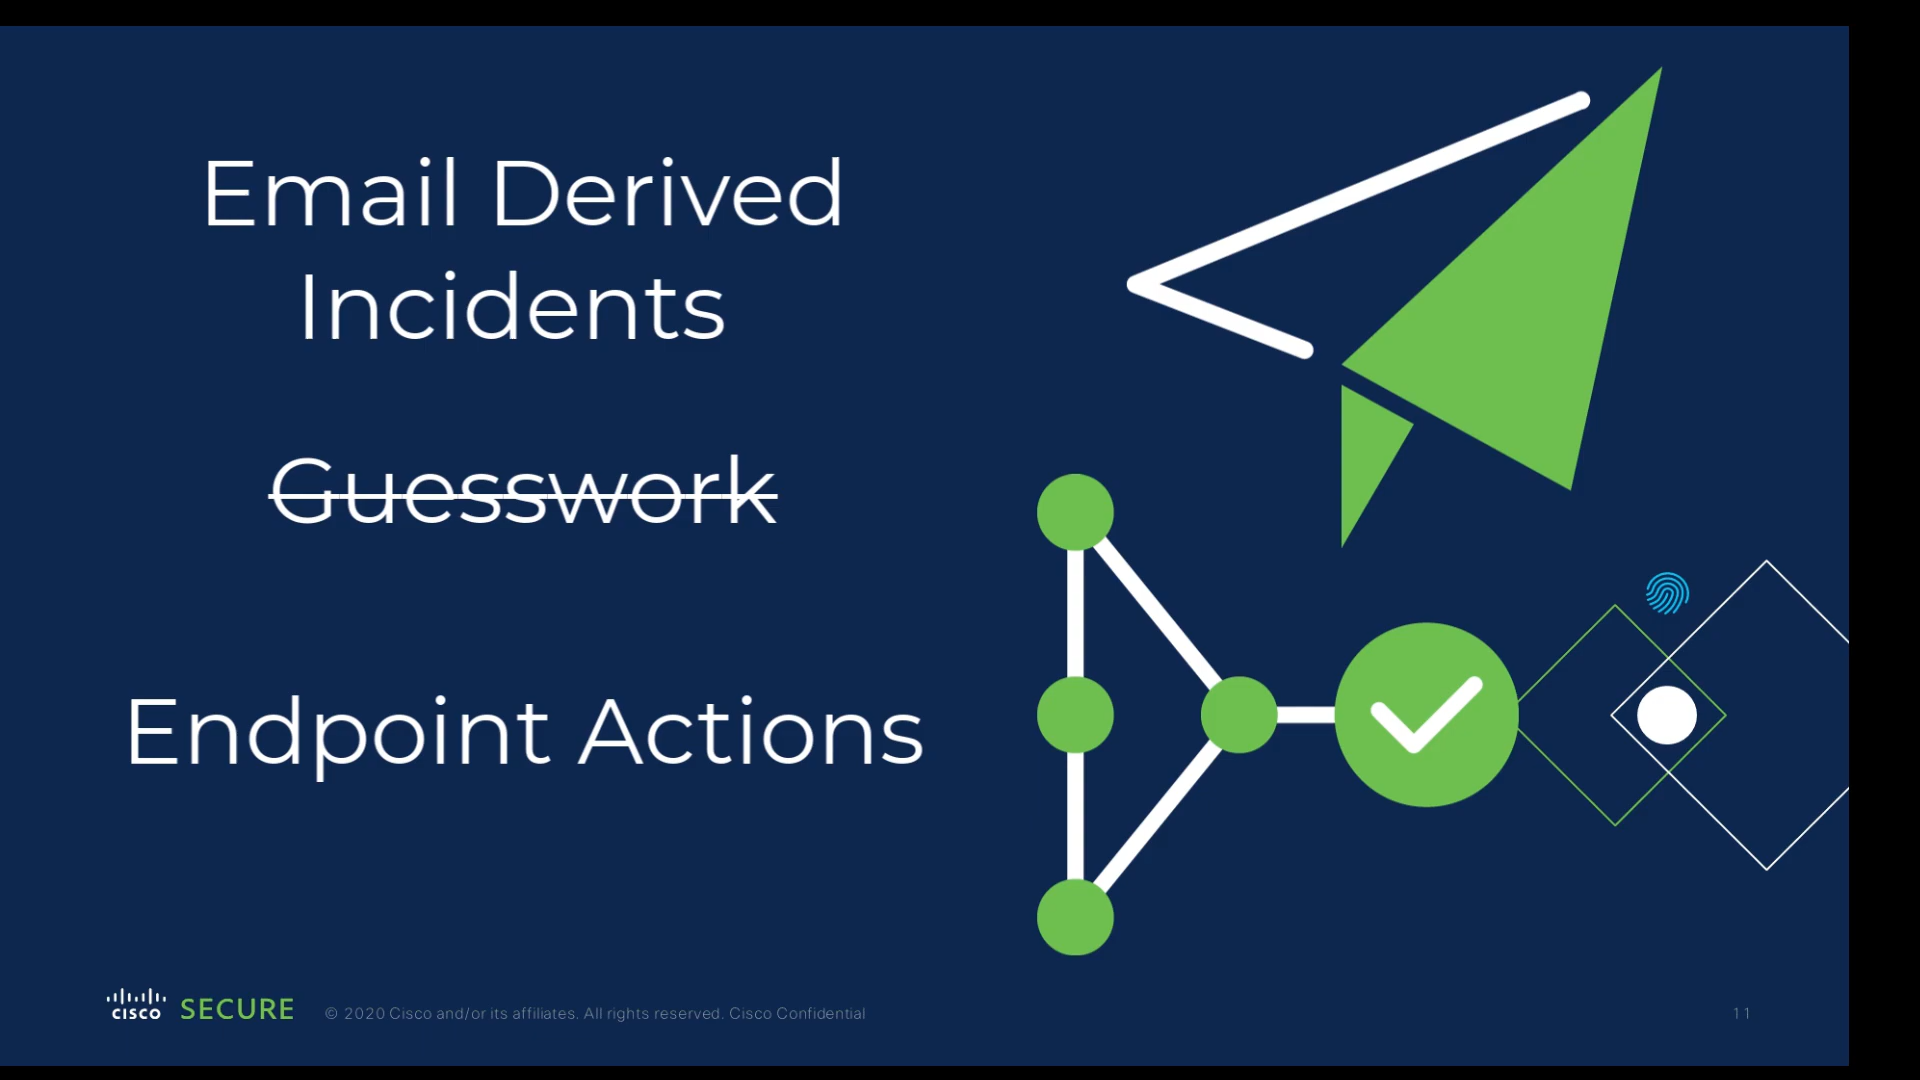 Email Derived
Incidents
Guesswork
Endpoint Actions
CISCO SECURE © 2020 Cisco and/or its affiliates. All rights reserved. Cisco Confidential 11